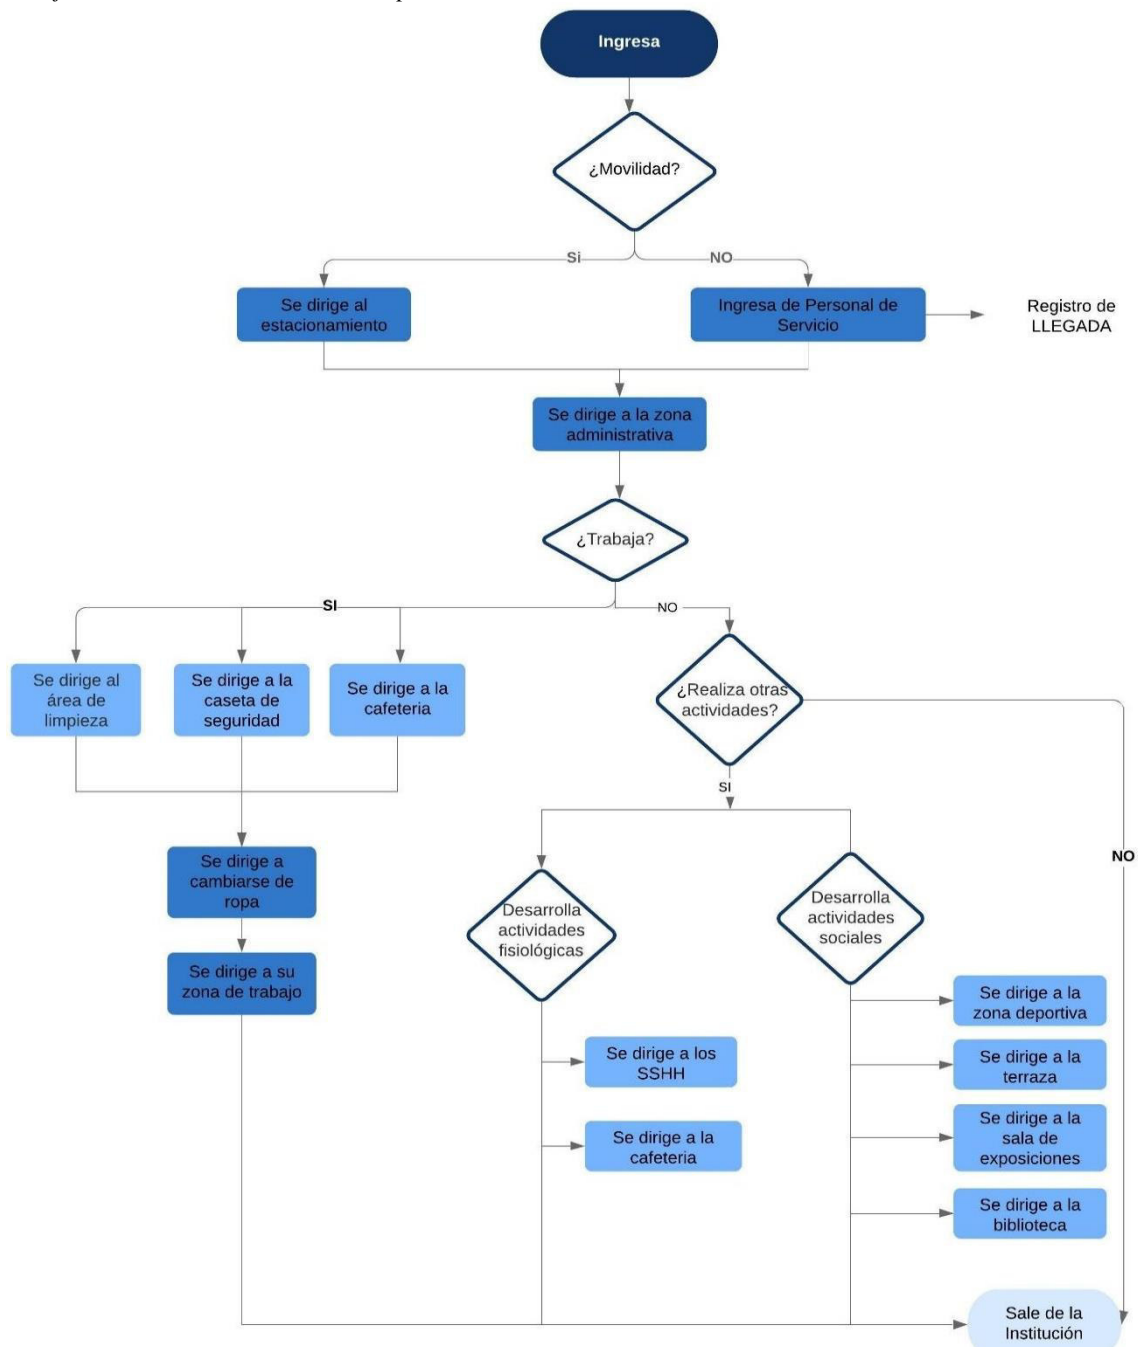 Ingresa
¿Movilidad?
Si
NO
Se dirige al
estacionamiento
Ingresa de Personal de
Servicio
Registro de
LLEGADA
Se dirige a la zona
administrativa
¿Trabaja?
SI
NO
Se dirige al
área de
limpieza
Se dirige a la
caseta de
seguridad
Se dirige a la
cafeteria
¿Realiza otras
actividades?
SI
NO
Se dirige a
cambiarse de
ropa
Se dirige a su
zona de trabajo
Desarrolla
actividades
fisiológicas
Desarrolla
actividades
sociales
Se dirige a los
SSHH
Se dirige a la
cafeteria
Se dirige a la
zona deportiva
Se dirige a la
terraza
Se dirige a la
sala de
exposiciones
Se dirige a la
biblioteca
Sale de la
Institución